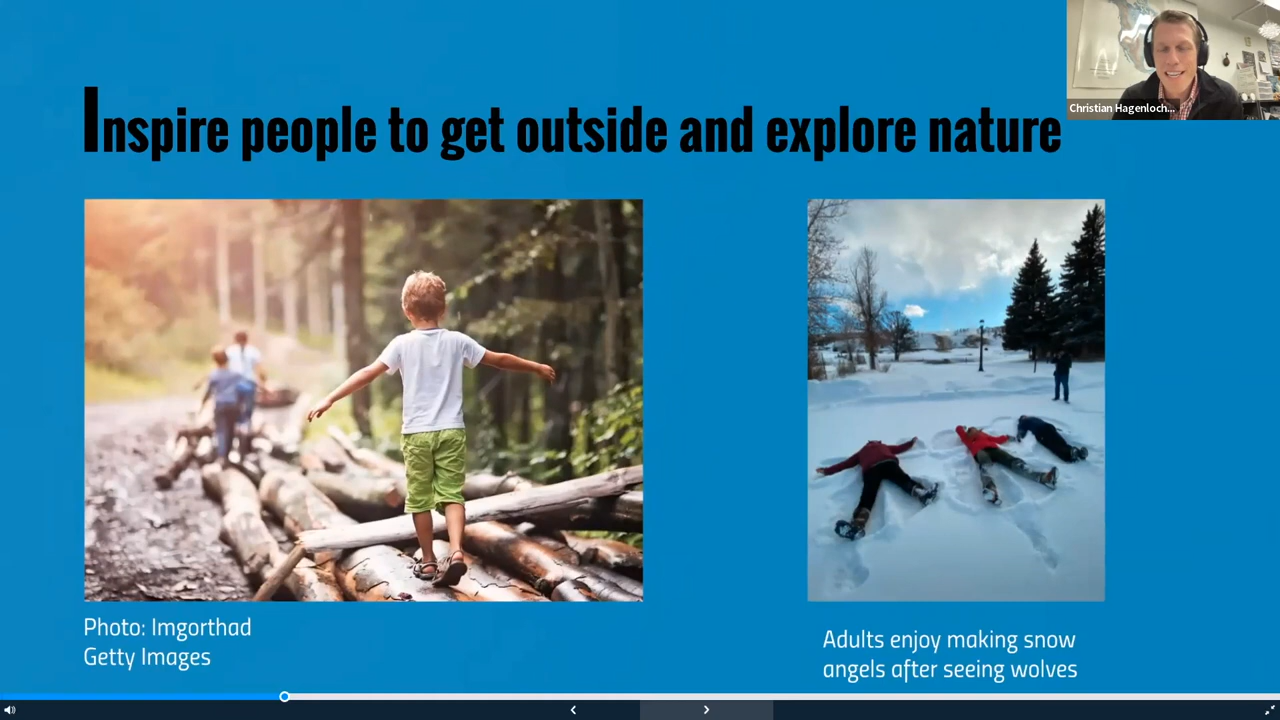 Christian Hagenloch...
Inspire people to get outside and explore nature
Photo: Imgorthad
Getty Images
Adults enjoy making snow
angels after seeing wolves